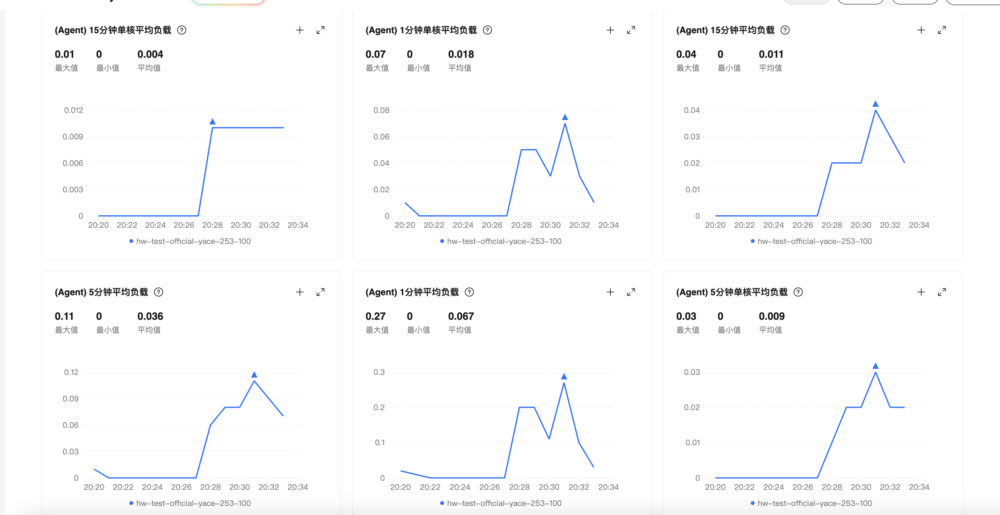 (Agent) 15分钟单核平均负载
0.01 0 0.004
最大值 最小值 平均值
0.012
0.009
0.006
0.003
0
20:20 20:22 20:24 20:26 20:28 20:30 20:32 20:34
hw-test-official-yace-253-100
(Agent) 1分钟单核平均负载
0.07 0 0.018
最大值 最小值 平均值
0.08
0.06
0.04
0.02
0
20:20 20:22 20:24 20:26 20:28 20:30 20:32 20:34
hw-test-official-yace-253-100
(Agent) 15分钟平均负载
0.04 0 0.011
最大值 最小值 平均值
0.04
0.03
0.02
0.01
0
20:20 20:22 20:24 20:26 20:28 20:30 20:32 20:34
hw-test-official-yace-253-100
(Agent) 5分钟平均负载
0.11 0 0.036
最大值 最小值 平均值
0.12
0.09
0.06
0.03
0
20:20 20:22 20:24 20:26 20:28 20:30 20:32 20:34
hw-test-official-yace-253-100
(Agent) 1分钟平均负载
0.27 0 0.067
最大值 最小值 平均值
0.3
0.2
0.1
0
20:20 20:22 20:24 20:26 20:28 20:30 20:32 20:34
hw-test-official-yace-253-100
(Agent) 5分钟单核平均负载
0.03 0 0.009
最大值 最小值 平均值
0.03
0.02
0.01
0
20:20 20:22 20:24 20:26 20:28 20:30 20:32 20:34
hw-test-official-yace-253-100